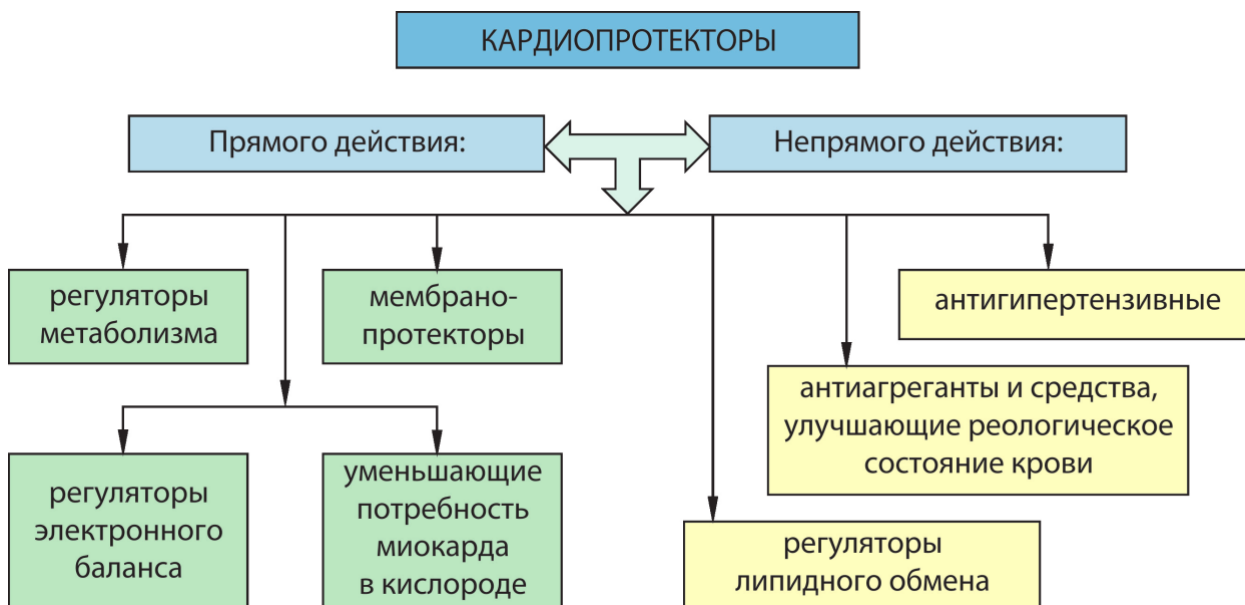 КАРДИОПРОТЕКТОРЫ
Прямого действия:
Непрямого действия:
регуляторы
метаболизма
мембрано-
протекторы
антигипертензивные
антиагреганты и средства,
улучшающие реологическое
состояние крови
регуляторы
электронного
баланса
уменьшающие
потребность
миокарда
в кислороде
регуляторы
липидного обмена